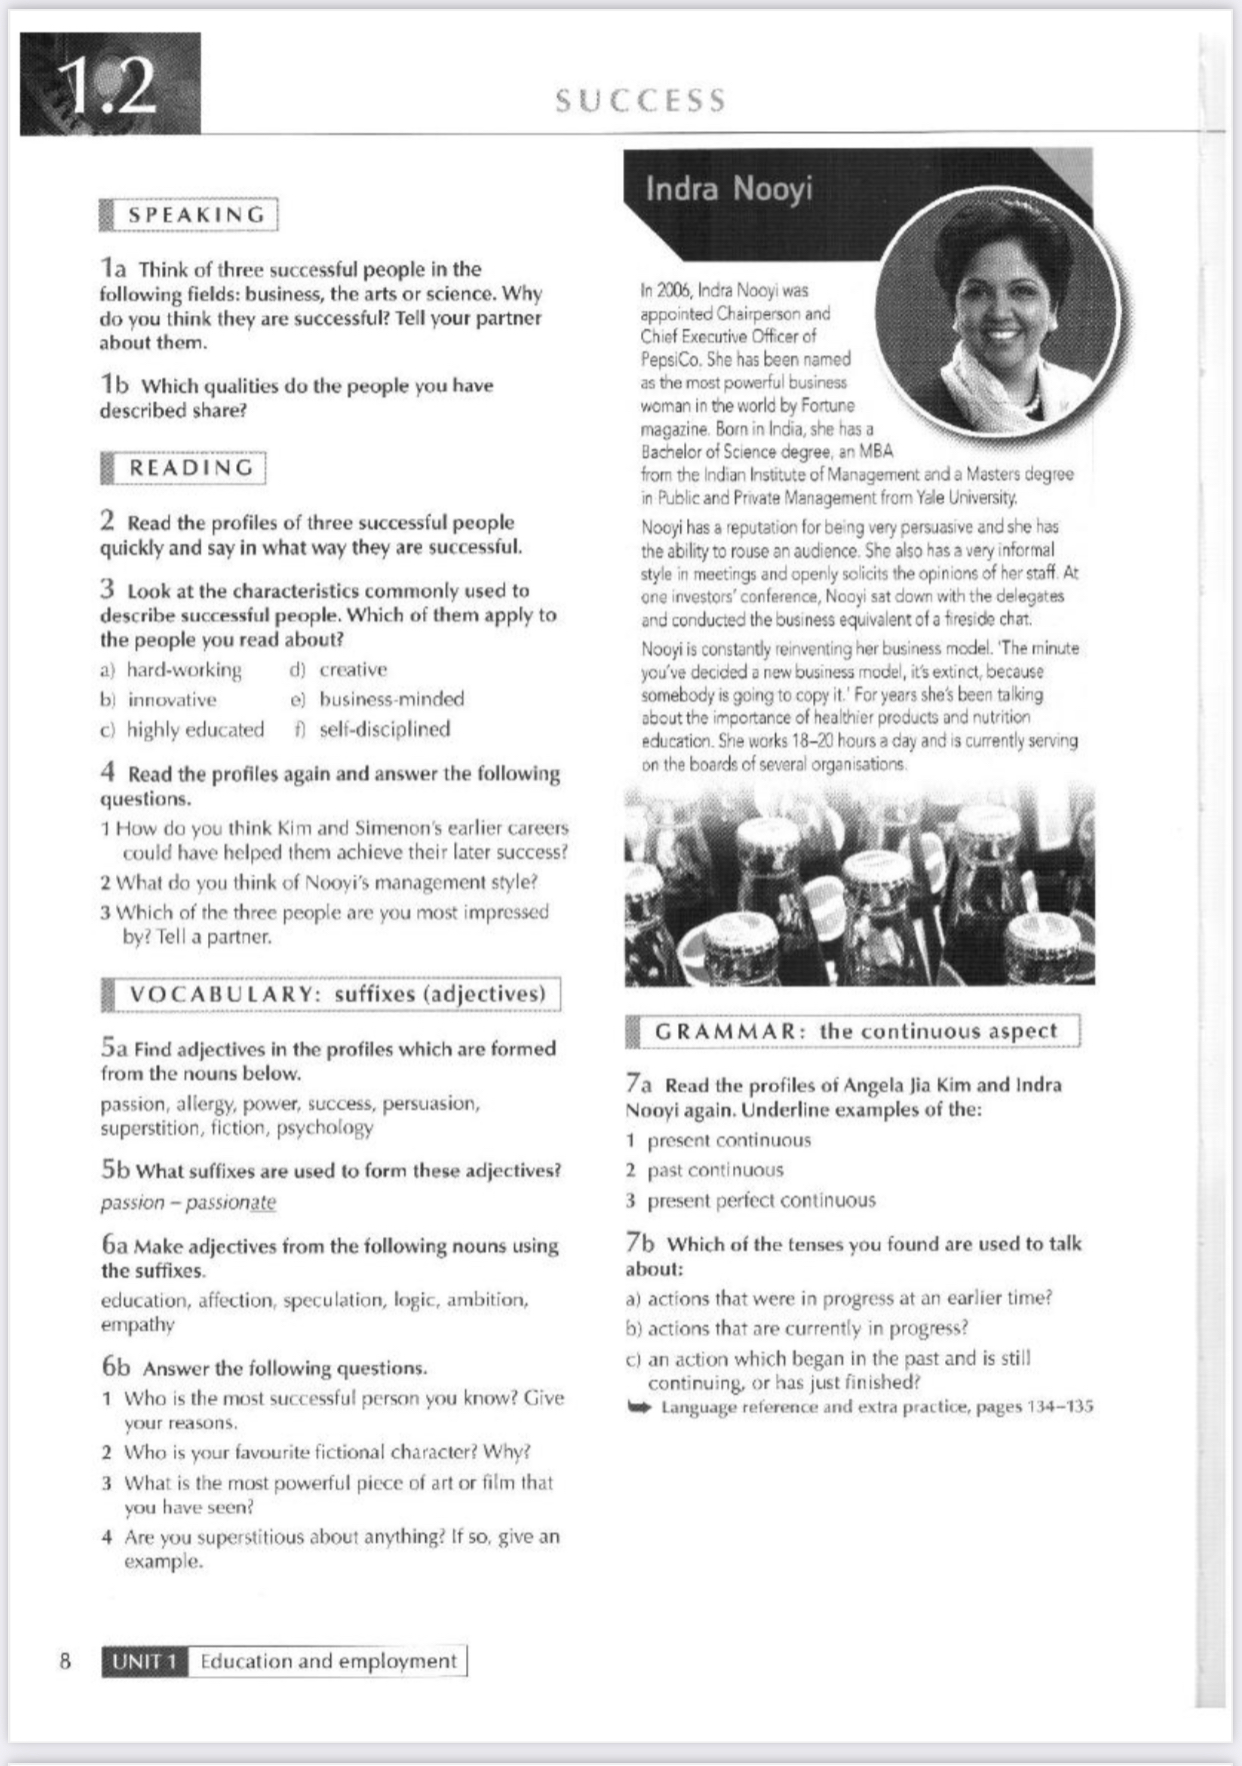 1.2
SUCCESS
SPEAKING
1a Think of three successful people in the
following fields: business, the arts or science. Why
do you think they are successful? Tell your partner
about them.
1b Which qualities do the people you have
described share?
READING
2 Read the profiles of three successful people
quickly and say in what way they are successful.
3 Look at the characteristics commonly used to
describe successful people. Which of them apply to
the people you read about?
a) hard-working d) creative
b) innovative e) business-minded
c) highly educated f) self-disciplined
4 Read the profiles again and answer the following
questions.
1 How do you think Kim and Simenon's earlier careers
could have helped them achieve their later success?
2 What do you think of Nooyi's management style?
3 Which of the three people are you most impressed
by? Tell a partner.
VOCABULARY: suffixes (adjectives)
5a Find adjectives in the profiles which are formed
from the nouns below.
passion, allergy, power, success, persuasion,
superstition, fiction, psychology
5b What suffixes are used to form these adjectives?
passion – passionate
6a Make adjectives from the following nouns using
the suffixes.
education, affection, speculation, logic, ambition,
empathy
6b Answer the following questions.
1 Who is the most successful person you know? Give
your reasons.
2 Who is your favourite fictional character? Why?
3 What is the most powerful piece of art or film that
you have seen?
4 Are you superstitious about anything? If so, give an
example.
Indra Nooyi
In 2006, Indra Nooyi was
appointed Chairperson and
Chief Executive Officer of
PepsiCo. She has been named
as the most powerful business
woman in the world by Fortune
magazine. Born in India, she has a
Bachelor of Science degree, an MBA
from the Indian Institute of Management and a Masters degree
in Public and Private Management from Yale University.
Nooyi has a reputation for being very persuasive and she has
the ability to rouse an audience. She also has a very informal
style in meetings and openly solicits the opinions of her staff. At
one investors' conference, Nooyi sat down with the delegates
and conducted the business equivalent of a fireside chat.
Nooyi is constantly reinventing her business model. 'The minute
you've decided a new business model, it's extinct, because
somebody is going to copy it.' For years she's been talking
about the importance of healthier products and nutrition
education. She works 18–20 hours a day and is currently serving
on the boards of several organisations.
GRAMMAR: the continuous aspect
7a Read the profiles of Angela Jia Kim and Indra
Nooyi again. Underline examples of the:
1 present continuous
2 past continuous
3 present perfect continuous
7b Which of the tenses you found are used to talk
about:
a) actions that were in progress at an earlier time?
b) actions that are currently in progress?
c) an action which began in the past and is still
continuing, or has just finished?
➥ Language reference and extra practice, pages 134–135
8 UNIT 1 Education and employment